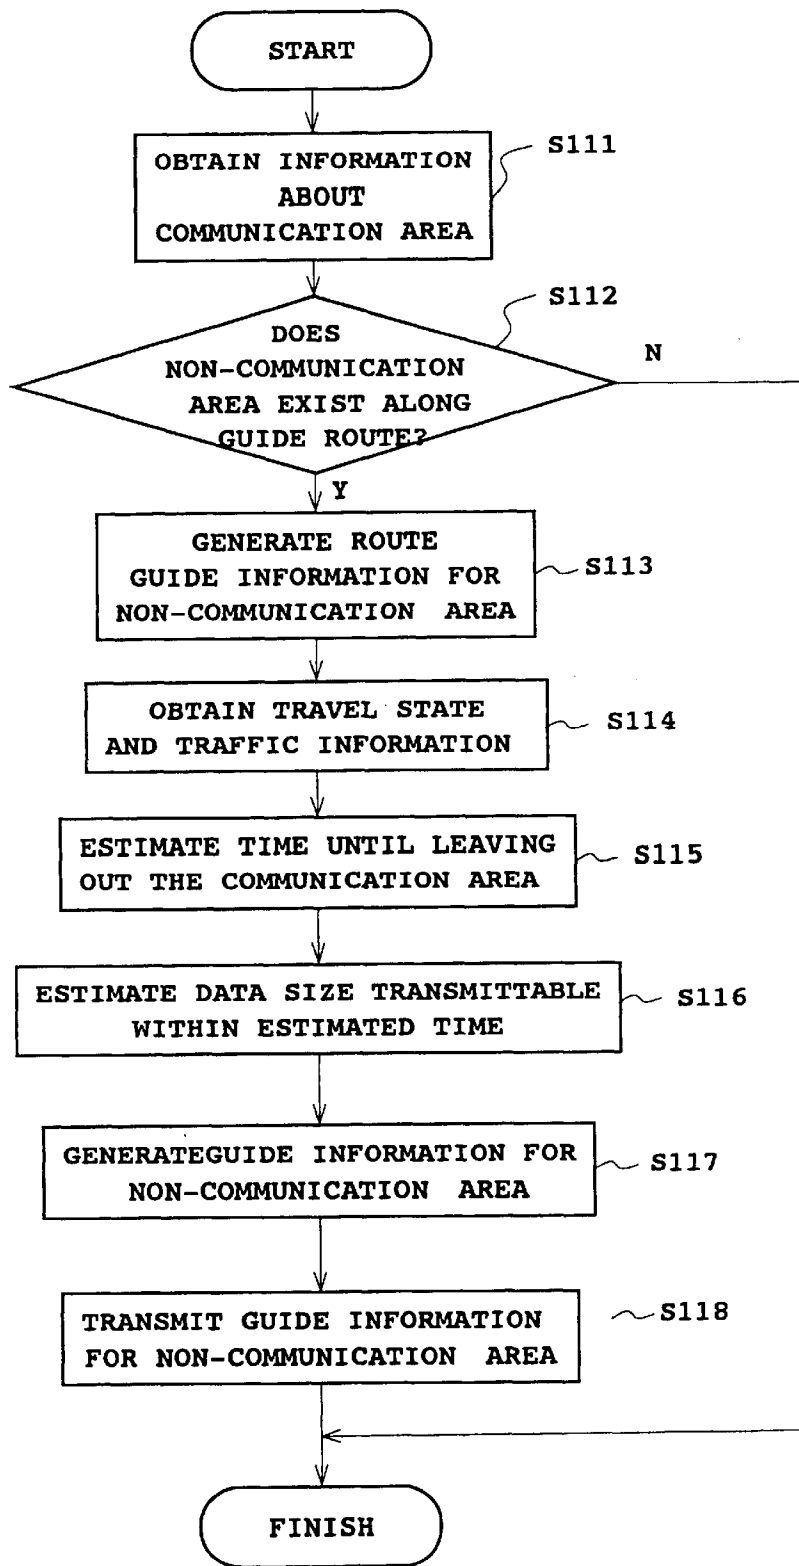 START
OBTAIN INFORMATION
ABOUT
COMMUNICATION AREA
S111
DOES
NON-COMMUNICATION
AREA EXIST ALONG
GUIDE ROUTE?
S112
N
Y
GENERATE ROUTE
GUIDE INFORMATION FOR
NON-COMMUNICATION AREA
S113
OBTAIN TRAVEL STATE
AND TRAFFIC INFORMATION
S114
ESTIMATE TIME UNTIL LEAVING
OUT THE COMMUNICATION AREA
S115
ESTIMATE DATA SIZE TRANSMITTABLE
WITHIN ESTIMATED TIME
S116
GENERATEGUIDE INFORMATION FOR
NON-COMMUNICATION AREA
S117
TRANSMIT GUIDE INFORMATION
FOR NON-COMMUNICATION AREA
S118
FINISH